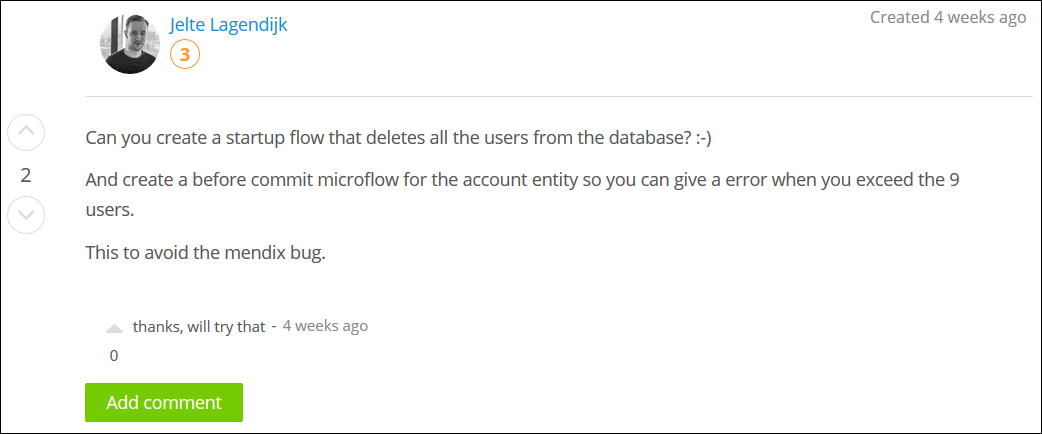 Jelte Lagendijk
Created 4 weeks ago
3
Can you create a startup flow that deletes all the users from the database? :-)
2
And create a before commit microflow for the account entity so you can give a error when you exceed the 9
users.
This to avoid the mendix bug.
thanks, will try that - 4 weeks ago
0
Add comment